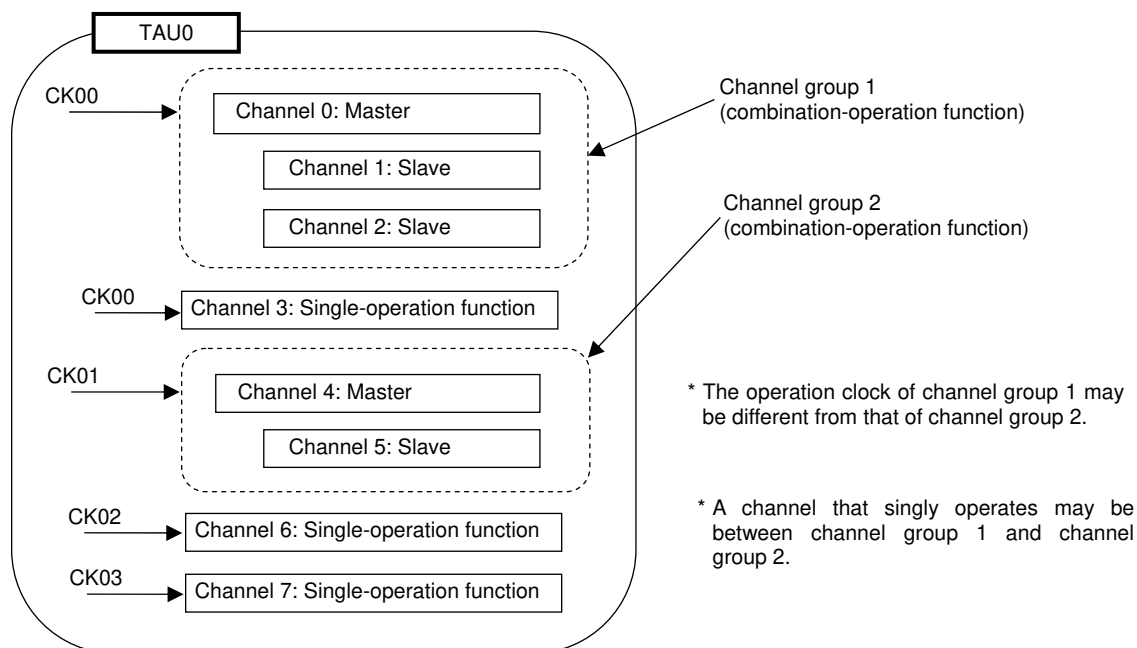 TAU0
CK00
Channel 0: Master
Channel 1: Slave
Channel 2: Slave
Channel group 1
(combination-operation function)
Channel group 2
(combination-operation function)
CK00
Channel 3: Single-operation function
CK01
Channel 4: Master
Channel 5: Slave
* The operation clock of channel group 1 may
be different from that of channel group 2.
CK02
Channel 6: Single-operation function
* A channel that singly operates may be
between channel group 1 and channel
group 2.
CK03
Channel 7: Single-operation function